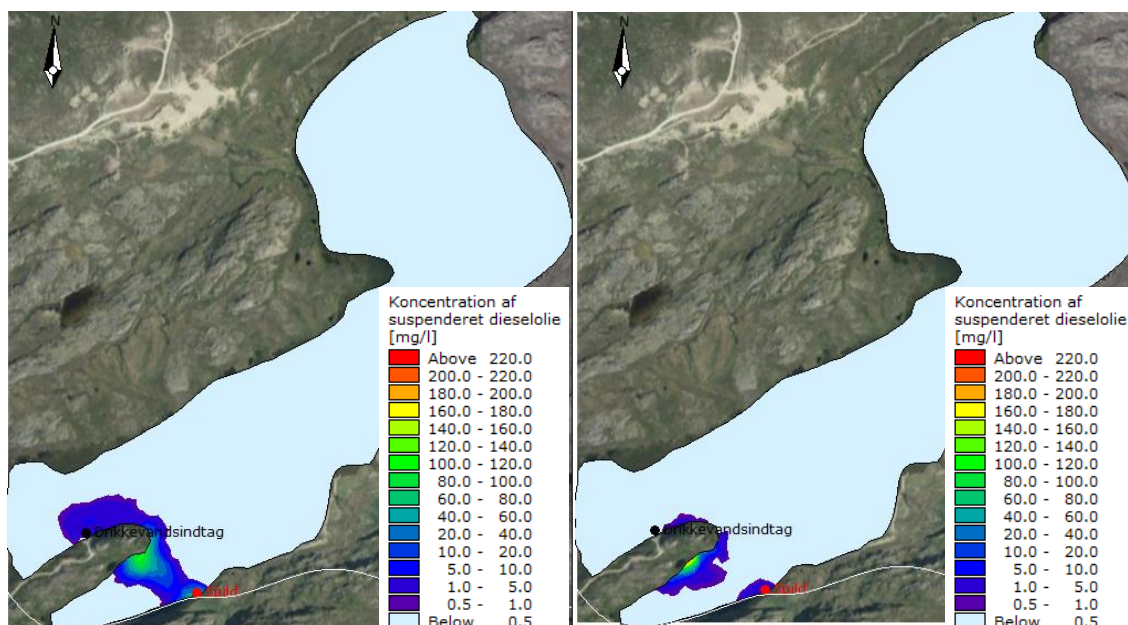 N
Koncentration af
suspenderet dieselolie
[mg/l]
Above 220.0
200.0 - 220.0
180.0 - 200.0
160.0 - 180.0
140.0 - 160.0
120.0 - 140.0
100.0 - 120.0
80.0 - 100.0
60.0 - 80.0
40.0 - 60.0
20.0 - 40.0
10.0 - 20.0
5.0 - 10.0
1.0 - 5.0
0.5 - 1.0
Below 0.5
Drikkevandsindtag
Spild
N
Koncentration af
suspenderet dieselolie
[mg/l]
Above 220.0
200.0 - 220.0
180.0 - 200.0
160.0 - 180.0
140.0 - 160.0
120.0 - 140.0
100.0 - 120.0
80.0 - 100.0
60.0 - 80.0
40.0 - 60.0
20.0 - 40.0
10.0 - 20.0
5.0 - 10.0
1.0 - 5.0
0.5 - 1.0
Below 0.5
Drikkevandsindtag
Spild